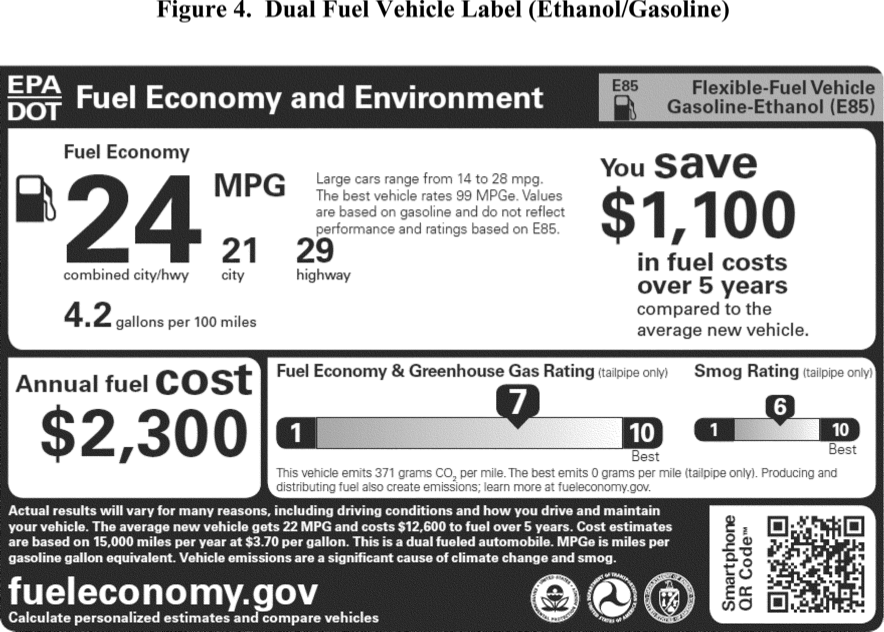 Figure 4. Dual Fuel Vehicle Label (Ethanol/Gasoline)
EPA
DOT
Fuel Economy and Environment
E85
Flexible-Fuel Vehicle
Gasoline-Ethanol (E85)
Fuel Economy
24
MPG
21
29
combined city/hwy
city
highway
4.2 gallons per 100 miles
Large cars range from 14 to 28 mpg.
The best vehicle rates 99 MPGe. Values
are based on gasoline and do not reflect
performance and ratings based on E85.
You save
$1,100
in fuel costs
over 5 years
compared to the
average new vehicle.
Annual fuel cost
$2,300
Fuel Economy & Greenhouse Gas Rating (tailpipe only)
7
1
10
Best
This vehicle emits 371 grams CO2 per mile. The best emits 0 grams per mile (tailpipe only). Producing and
distributing fuel also create emissions; learn more at fueleconomy.gov.
Smog Rating (tailpipe only)
6
1
10
Best
Actual results will vary for many reasons, including driving conditions and how you drive and maintain
your vehicle. The average new vehicle gets 22 MPG and costs $12,600 to fuel over 5 years. Cost estimates
are based on 15,000 miles per year at $3.70 per gallon. This is a dual fueled automobile. MPGe is miles per
gasoline gallon equivalent. Vehicle emissions are a significant cause of climate change and smog.
fueleconomy.gov
Calculate personalized estimates and compare vehicles
Smartphone
QR Code™